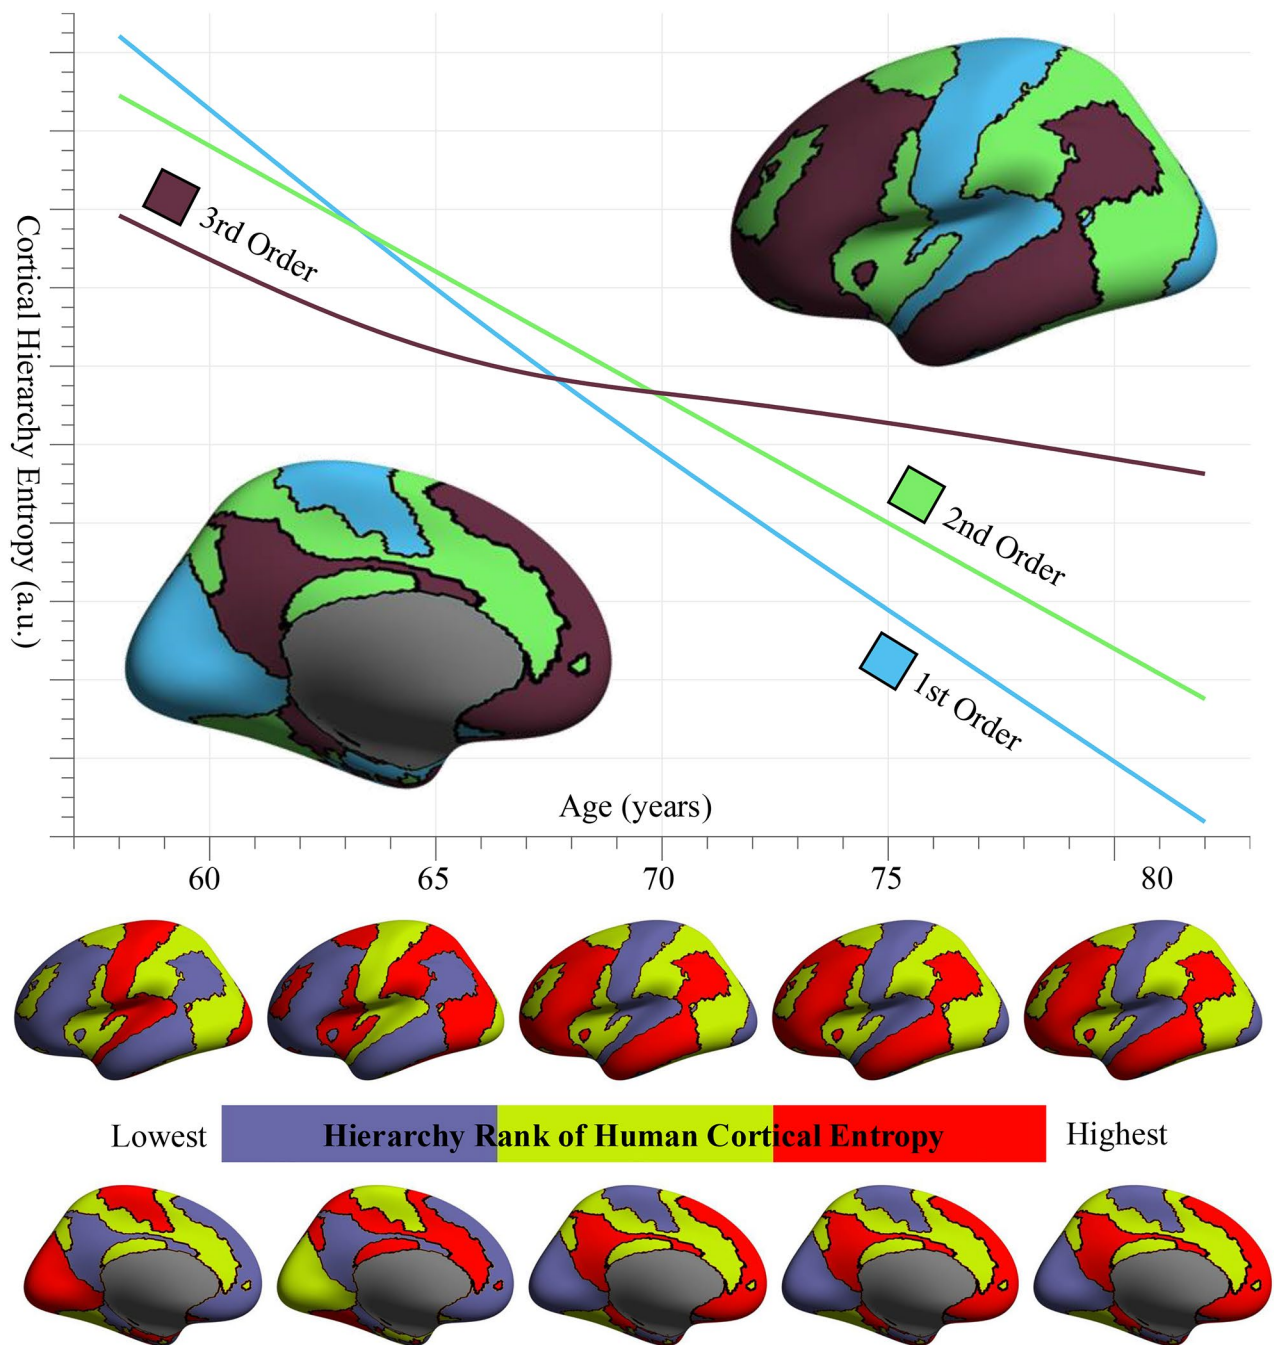 Cortical Hierarchy Entropy (a.u.)
3rd Order
2nd Order
1st Order
Age (years)
60 65 70 75 80
Lowest Hierarchy Rank of Human Cortical Entropy Highest